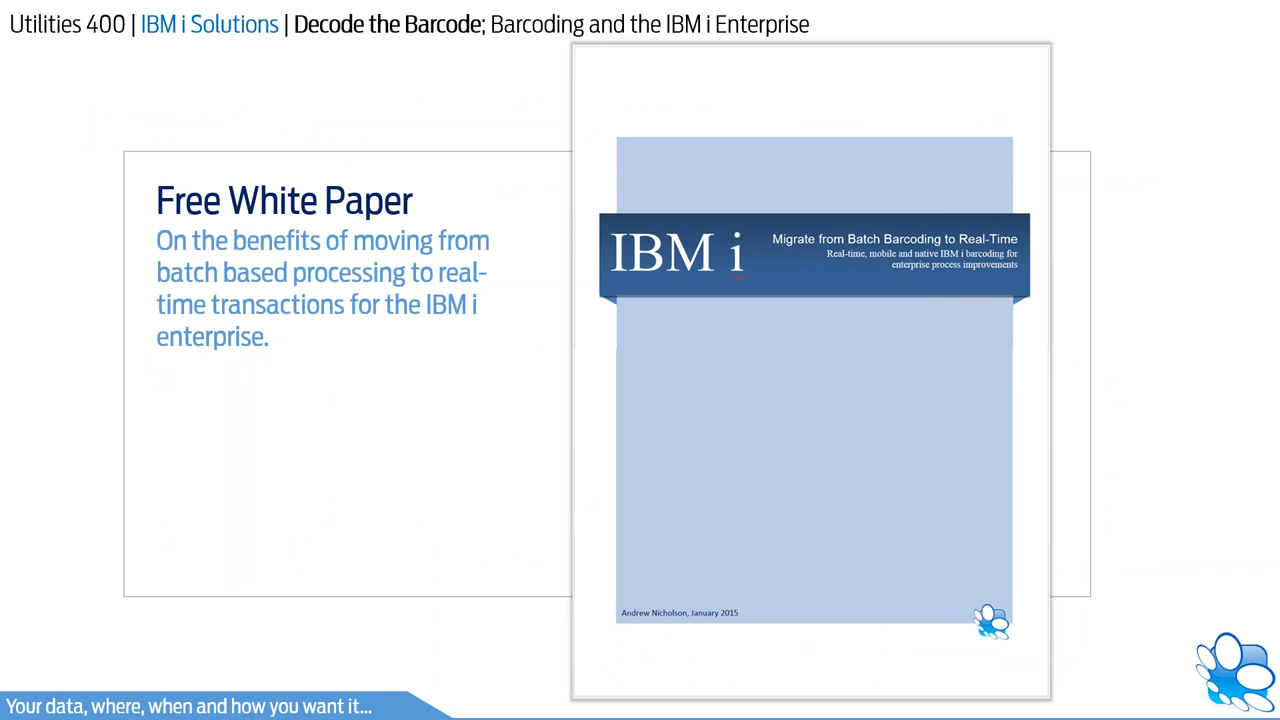 Utilities 400 | IBM i Solutions | Decode the Barcode; Barcoding and the IBM i Enterprise
Free White Paper
On the benefits of moving from
batch based processing to real-
time transactions for the IBM i
enterprise.
IBM i
Migrate from Batch Barcoding to Real-Time
Real-time, mobile and native IBM i barcoding for
enterprise process improvements
Andrew Nicholson, January 2015
Your data, where, when and how you want it...